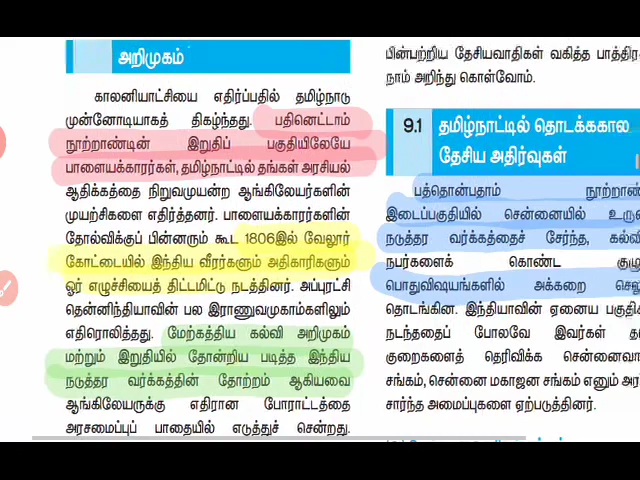 அறிமுகம்
காலனியாட்சியை எதிர்ப்பதில் தமிழ்நாடு
முன்னோடியாகத் திகழ்ந்தது. பதினெட்டாம்
நூற்றாண்டின் இறுதிப் பகுதியிலேயே
பாளையக்காரர்கள், தமிழ்நாட்டில் தங்கள் அரசியல்
ஆதிக்கத்தை நிறுவமுயன்ற ஆங்கிலேயர்களின்
முயற்சிகளை எதிர்த்தனர். பாளையக்காரர்களின்
தோல்விக்குப் பின்னரும் கூட 1806இல் வேலூர்
கோட்டையில் இந்திய வீரர்களும் அதிகாரிகளும்
ஓர் எழுச்சியைத் திட்டமிட்டு நடத்தினர். அப்புரட்சி
தென்னிந்தியாவின் பல இராணுவமுகாம்களிலும்
எதிரொலித்தது. மேற்கத்திய கல்வி அறிமுகம்
மற்றும் இறுதியில் தோன்றிய படித்த இந்திய
நடுத்தர வர்க்கத்தின் தோற்றம் ஆகியவை
ஆங்கிலேயருக்கு எதிரான போராட்டத்தை
அரசமைப்புப் பாதையில் எடுத்துச் சென்றது.
பின்பற்றிய தேசியவாதிகள் வகித்த
நாம் அறிந்து கொள்வோம்.
9.1 தமிழ்நாட்டில் தொடக்ககால
தேசிய அதிர்வுகள்
பத்தொன்பதாம்
இடைப்பகுதியில் சென்னையில்
நடுத்தர வர்க்கத்தைச் சேர்ந்த,
நபர்களைக் கொண்ட
பொதுவிஷயங்களில் அக்கறை
தொடங்கின. இந்தியாவின் ஏனைய
நடந்ததைப் போலவே இவர்கள்
குறைகளைத் தெரிவிக்க
சங்கம், சென்னை மகாஜன சங்கம் எனும்
சார்ந்த அமைப்புகளை ஏற்படுத்தினர்.